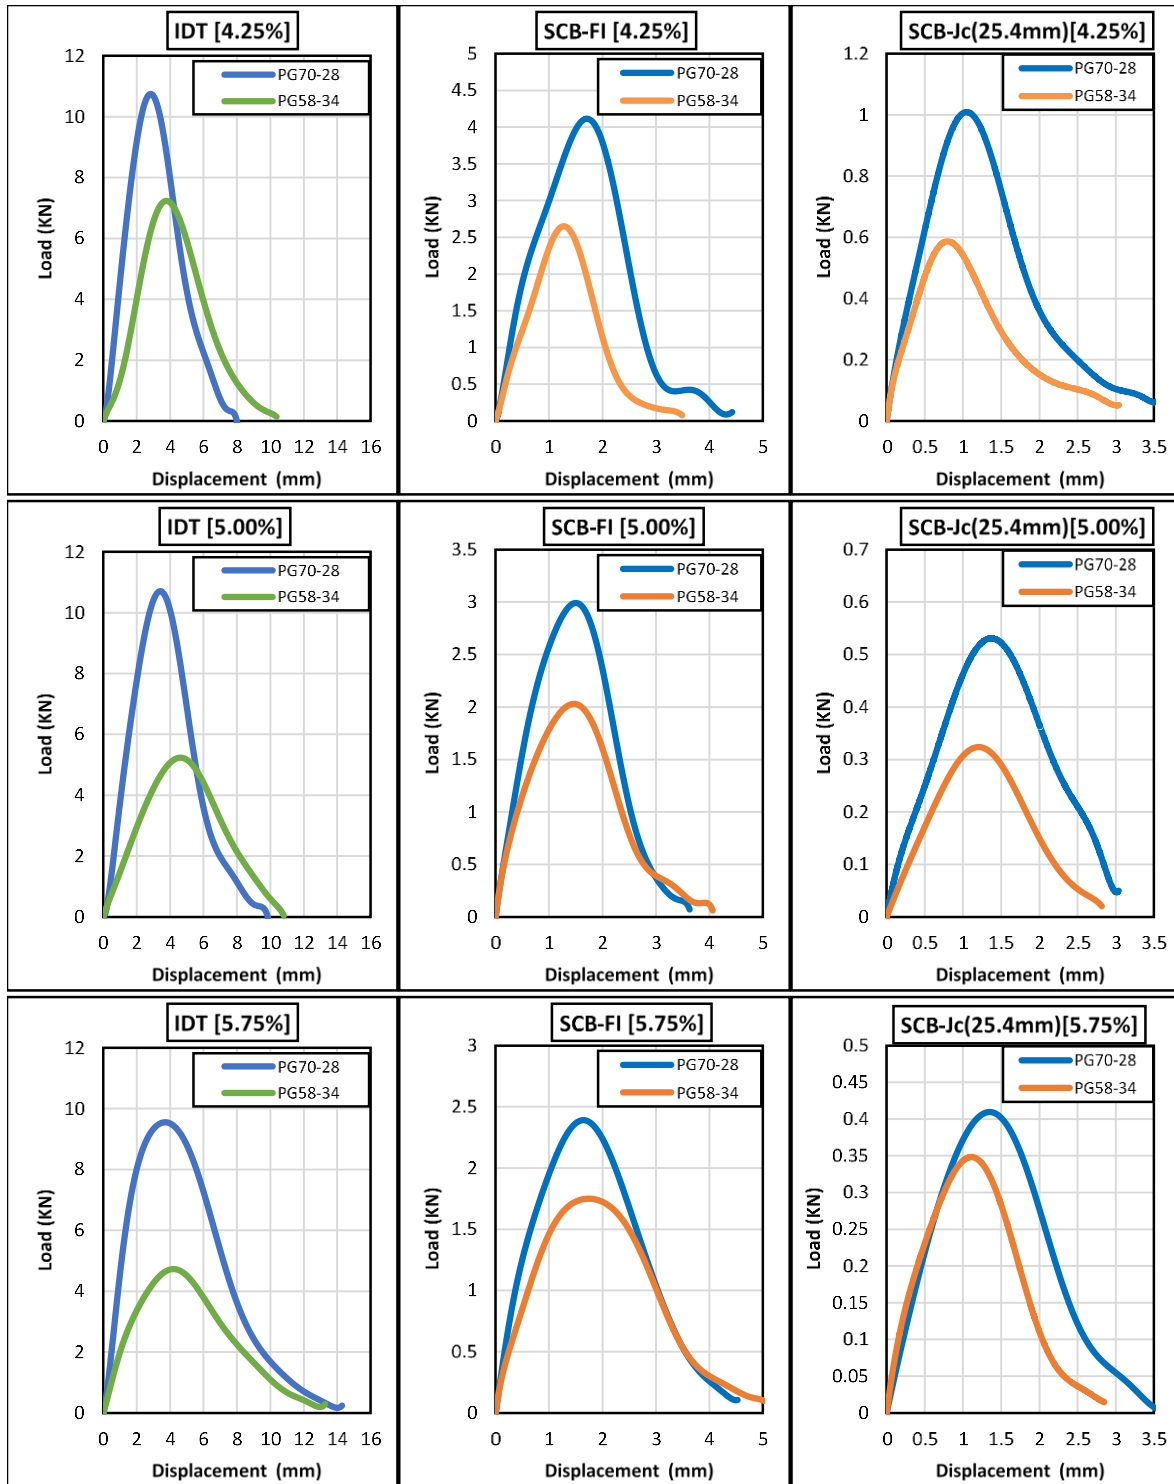 IDT [4.25%]
PG70-28
PG58-34
12
10
8
6
4
2
0
Load (KN)
0 2 4 6 8 10 12 14 16
Displacement (mm)
SCB-FI [4.25%]
PG70-28
PG58-34
5
4.5
4
3.5
3
2.5
2
1.5
1
0.5
0
Load (KN)
0 1 2 3 4 5
Displacement (mm)
SCB-Jc(25.4mm)[4.25%]
PG70-28
PG58-34
1.2
1
0.8
0.6
0.4
0.2
0
Load (KN)
0 0.5 1 1.5 2 2.5 3 3.5
Displacement (mm)
IDT [5.00%]
PG70-28
PG58-34
12
10
8
6
4
2
0
Load (KN)
0 2 4 6 8 10 12 14 16
Displacement (mm)
SCB-FI [5.00%]
PG70-28
PG58-34
3.5
3
2.5
2
1.5
1
0.5
0
Load (KN)
0 1 2 3 4 5
Displacement (mm)
SCB-Jc(25.4mm)[5.00%]
PG70-28
PG58-34
0.7
0.6
0.5
0.4
0.3
0.2
0.1
0
Load (KN)
0 0.5 1 1.5 2 2.5 3 3.5
Displacement (mm)
IDT [5.75%]
PG70-28
PG58-34
12
10
8
6
4
2
0
Load (KN)
0 2 4 6 8 10 12 14 16
Displacement (mm)
SCB-FI [5.75%]
PG70-28
PG58-34
3
2.5
2
1.5
1
0.5
0
Load (KN)
0 1 2 3 4 5
Displacement (mm)
SCB-Jc(25.4mm)[5.75%]
PG70-28
PG58-34
0.5
0.45
0.4
0.35
0.3
0.25
0.2
0.15
0.1
0.05
0
Load (KN)
0 0.5 1 1.5 2 2.5 3 3.5
Displacement (mm)